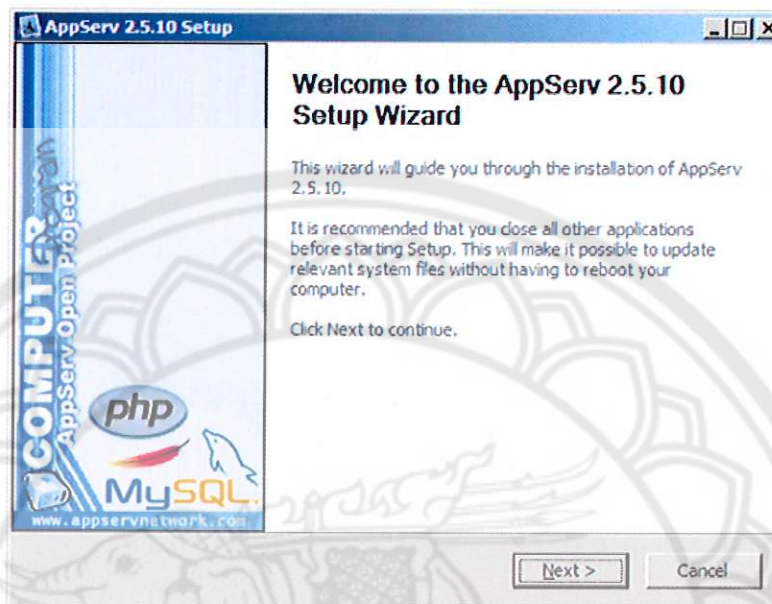 AppServ 2.5.10 Setup
Welcome to the AppServ 2.5.10
Setup Wizard
This wizard will guide you through the installation of AppServ
2.5.10.
It is recommended that you close all other applications
before starting Setup. This will make it possible to update
relevant system files without having to reboot your
computer.
Click Next to continue.
COMPUTER
Program
AppServ Open Project
php
MySQL
www.appservnetwork.com
Next >
Cancel